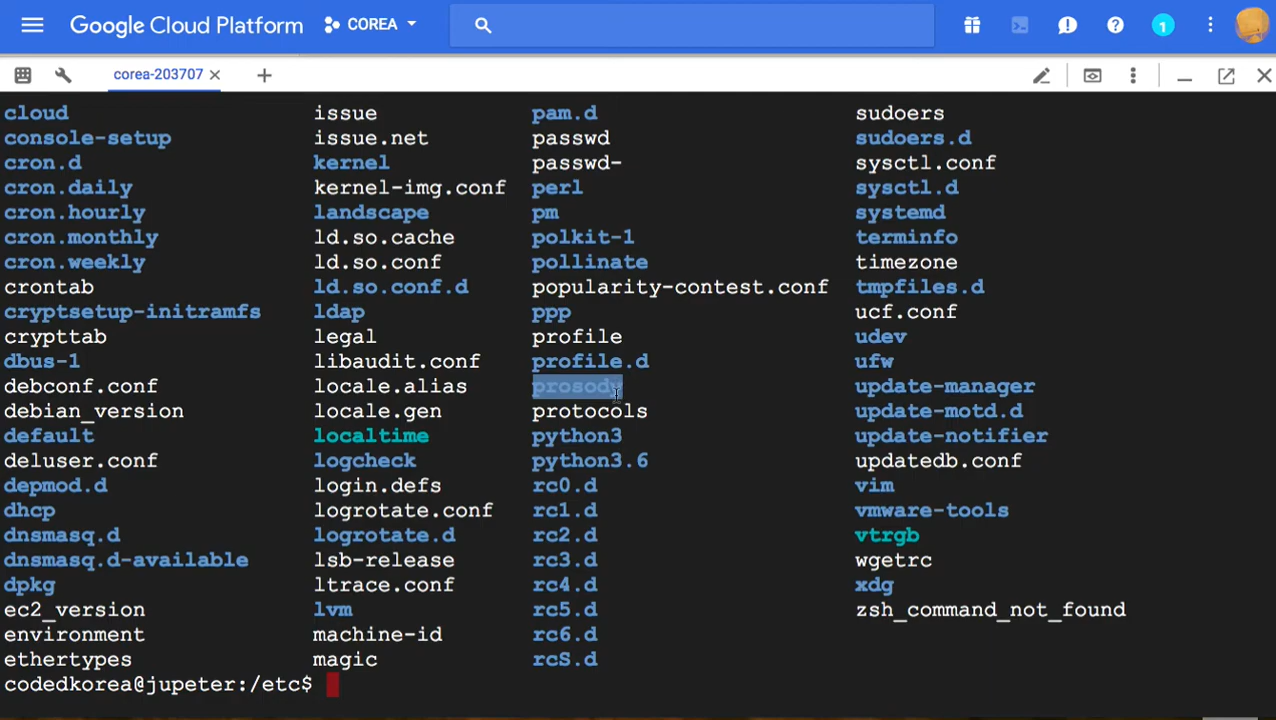 Google Cloud Platform COREA 1
corea-203707
cloud issue pam.d sudoers
console-setup issue.net passwd sudoers.d
cron.d kernel passwd- sysctl.conf
cron.daily kernel-img.conf perl sysctl.d
cron.hourly landscape pm systemd
cron.monthly ld.so.cache polkit-1 terminfo
cron.weekly ld.so.conf pollinate timezone
crontab ld.so.conf.d popularity-contest.conf tmpfiles.d
cryptsetup-initramfs ldap ppp ucf.conf
crypttab legal profile udev
dbus-1 libaudit.conf profile.d ufw
debconf.conf locale.alias prosody update-manager
debian_version locale.gen protocols update-motd.d
default localtime python3 update-notifier
deluser.conf logcheck python3.6 updatedb.conf
depmod.d login.defs rc0.d vim
dhcp logrotate.conf rc1.d vmware-tools
dnsmasq.d logrotate.d rc2.d vtrgb
dnsmasq.d-available lsb-release rc3.d wgetrc
dpkg ltrace.conf rc4.d xdg
ec2_version lvm rc5.d zsh_command_not_found
environment machine-id rc6.d
ethertypes magic rcS.d
codedkorea@jupeter:/etc$